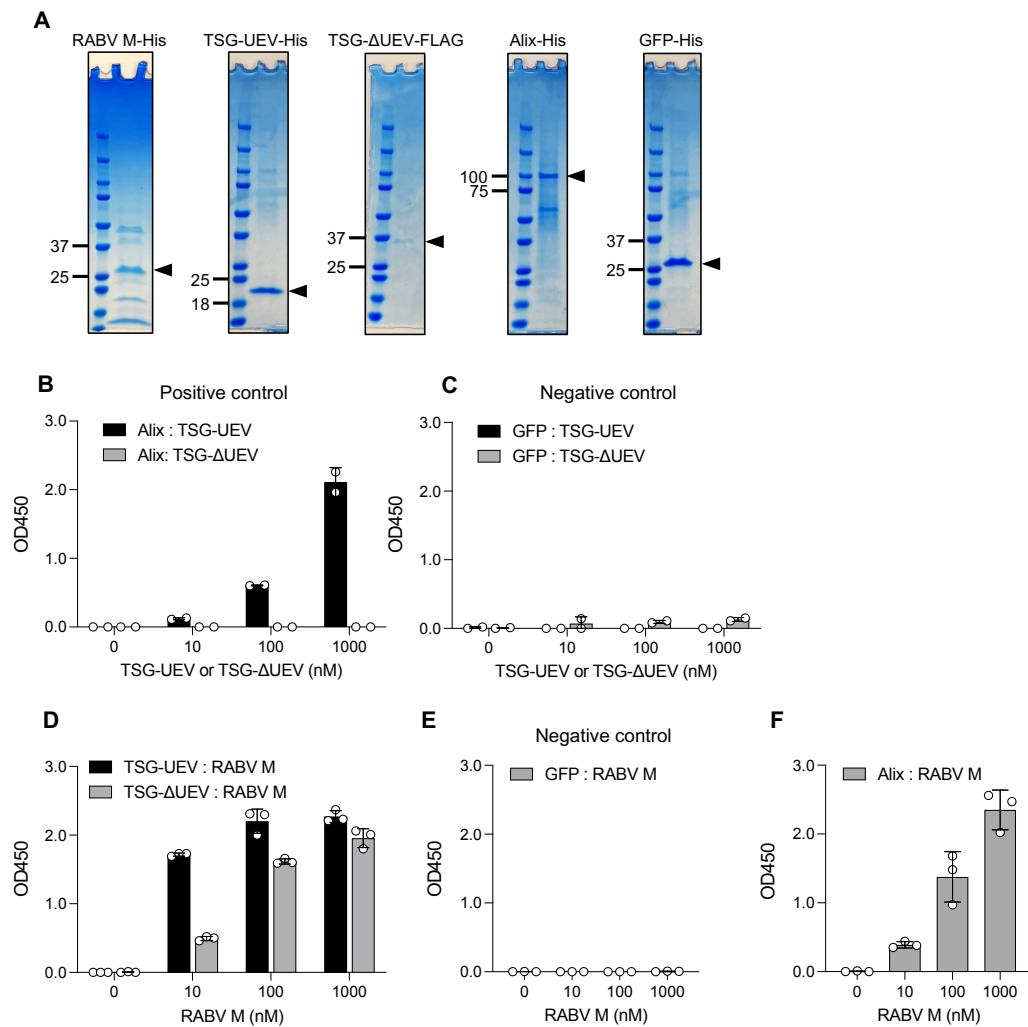 A
RABV M-His TSG-UEV-His TSG-ΔUEV-FLAG Alix-His GFP-His
37
25
25
18
37
25
100
75
37
25
B
Positive control
3.0
2.0
1.0
0.0
OD450
Alix : TSG-UEV
Alix: TSG-ΔUEV
0 10 100 1000
TSG-UEV or TSG-ΔUEV (nM)
C
Negative control
3.0
2.0
1.0
0.0
OD450
GFP : TSG-UEV
GFP : TSG-ΔUEV
0 10 100 1000
TSG-UEV or TSG-ΔUEV (nM)
D
3.0
2.0
1.0
0.0
OD450
TSG-UEV : RABV M
TSG-ΔUEV : RABV M
0 10 100 1000
RABV M (nM)
E
Negative control
3.0
2.0
1.0
0.0
OD450
GFP : RABV M
0 10 100 1000
RABV M (nM)
F
3.0
2.0
1.0
0.0
OD450
Alix : RABV M
0 10 100 1000
RABV M (nM)